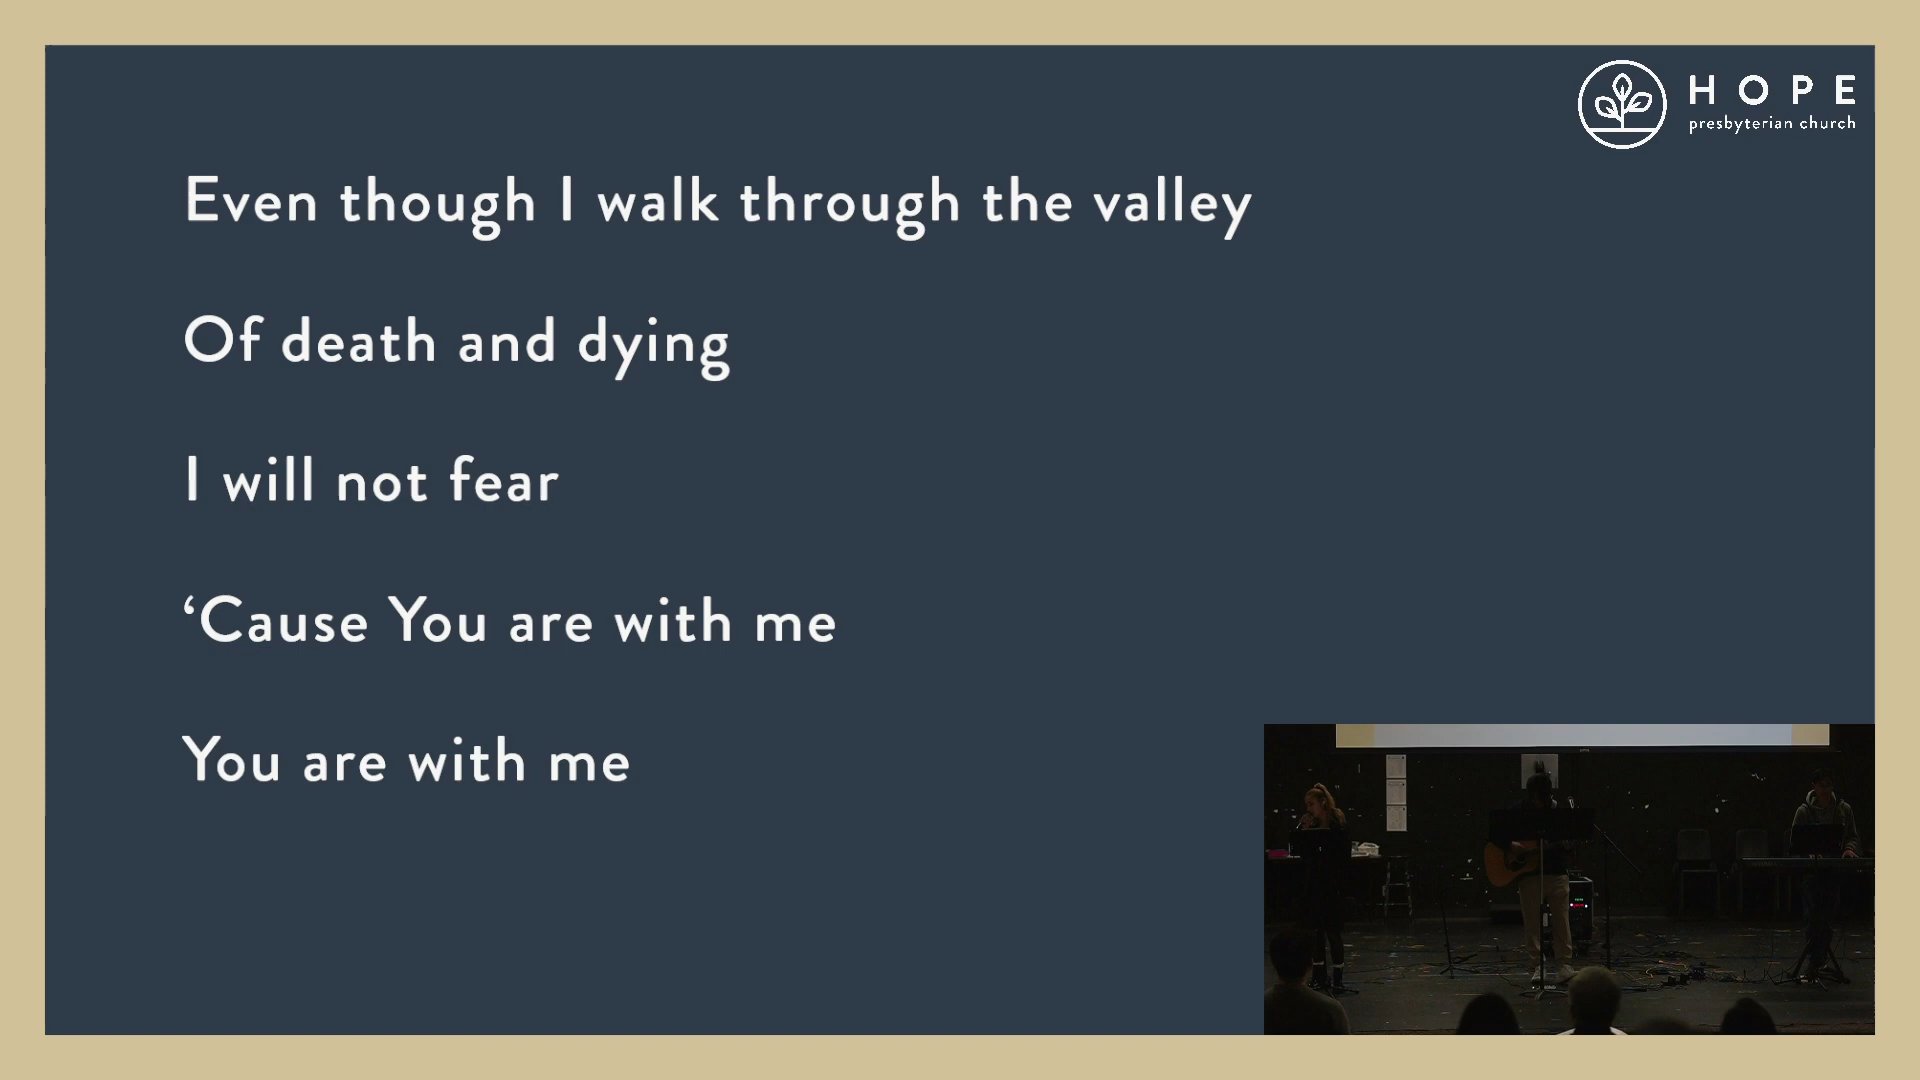 HOPE
presbyterian church
Even though I walk through the valley
Of death and dying
I will not fear
‘Cause You are with me
You are with me